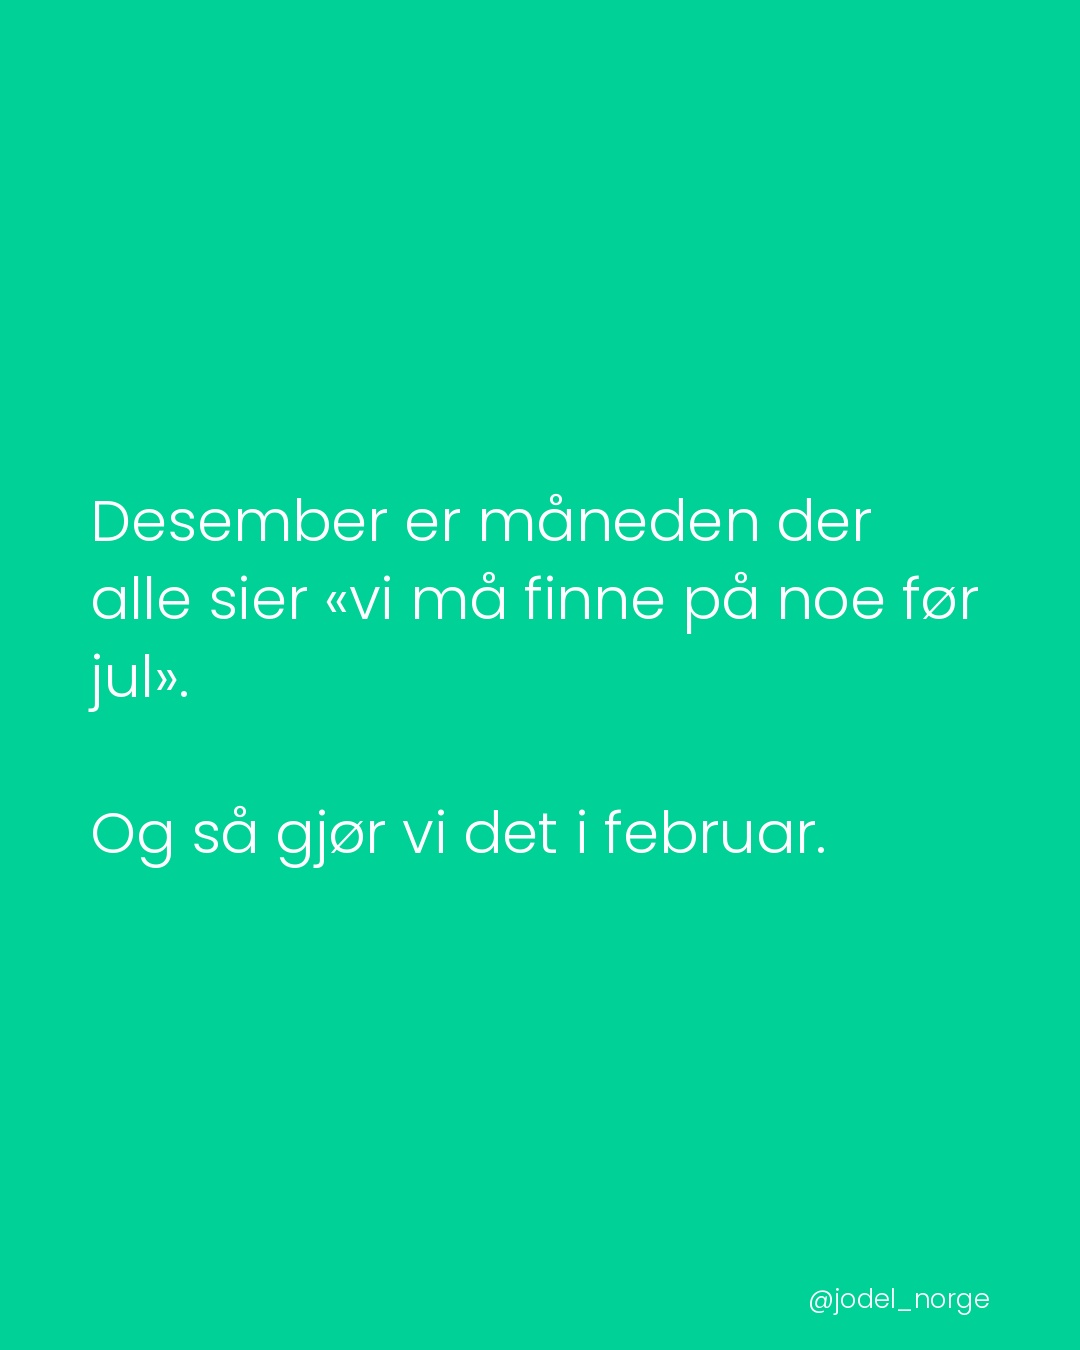 Desember er måneden der
alle sier «vi må finne på noe før
jul».
Og så gjør vi det i februar.
@jodel_norge